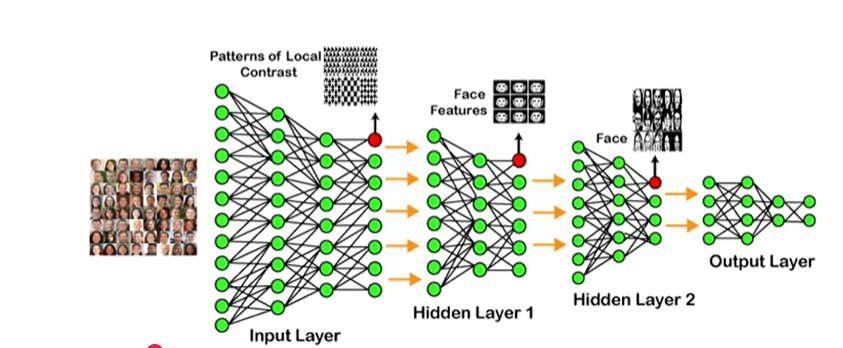 Patterns of Local
Contrast
Face
Features
Face
Output Layer
Hidden Layer 2
Hidden Layer 1
Input Layer